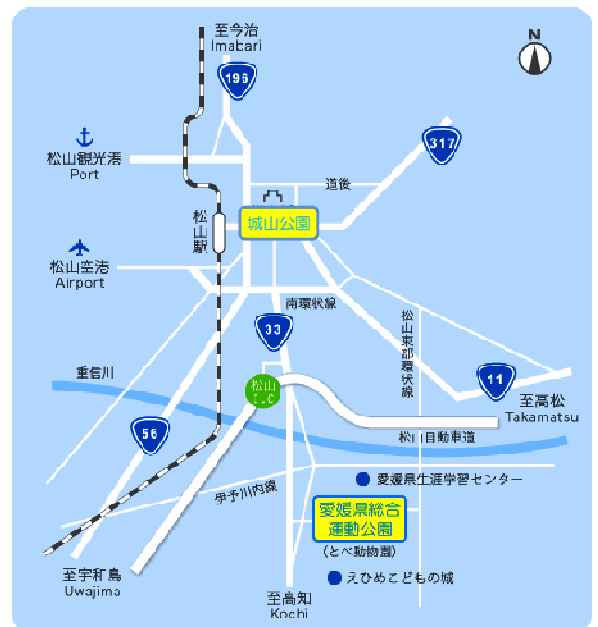 至今治
Imabari
N
196
317
松山観光港
Port
道後
城山公園
松山駅
松山空港
Airport
南環状線
33
松山東部環状線
重信川
松山
I.C
11
至高松
Takamatsu
56
松山自動車道
愛媛県生涯学習センター
伊予川内線
愛媛県総合
運動公園
(とべ動物園)
至宇和島
Uwajima
えひめこどもの城
至高知
Kochi